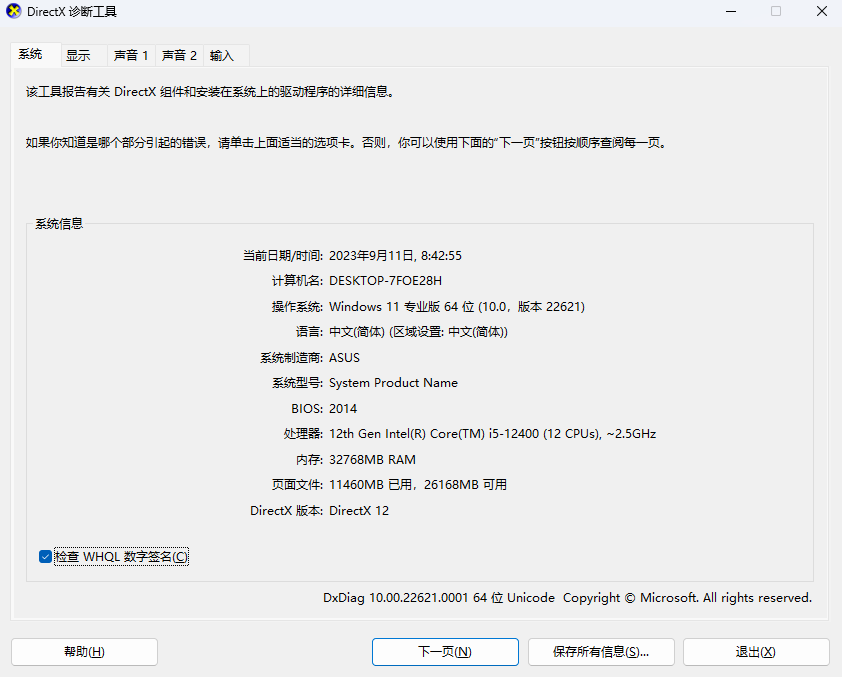 DirectX 诊断工具
系统 显示 声音 1 声音 2 输入
该工具报告有关 DirectX 组件和安装在系统上的驱动程序的详细信息。
如果你知道是哪个部分引起的错误，请单击上面适当的选项卡。否则，你可以使用下面的“下一页”按钮按顺序查阅每一页。
系统信息
当前日期/时间: 2023年9月11日, 8:42:55
计算机名: DESKTOP-7FOE28H
操作系统: Windows 11 专业版 64 位 (10.0，版本 22621)
语言: 中文(简体) (区域设置: 中文(简体))
系统制造商: ASUS
系统型号: System Product Name
BIOS: 2014
处理器: 12th Gen Intel(R) Core(TM) i5-12400 (12 CPUs), ~2.5GHz
内存: 32768MB RAM
页面文件: 11460MB 已用，26168MB 可用
DirectX 版本: DirectX 12
检查 WHQL 数字签名(C)
DxDiag 10.00.22621.0001 64 位 Unicode Copyright © Microsoft. All rights reserved.
帮助(H) 下一页(N) 保存所有信息(S)... 退出(X)